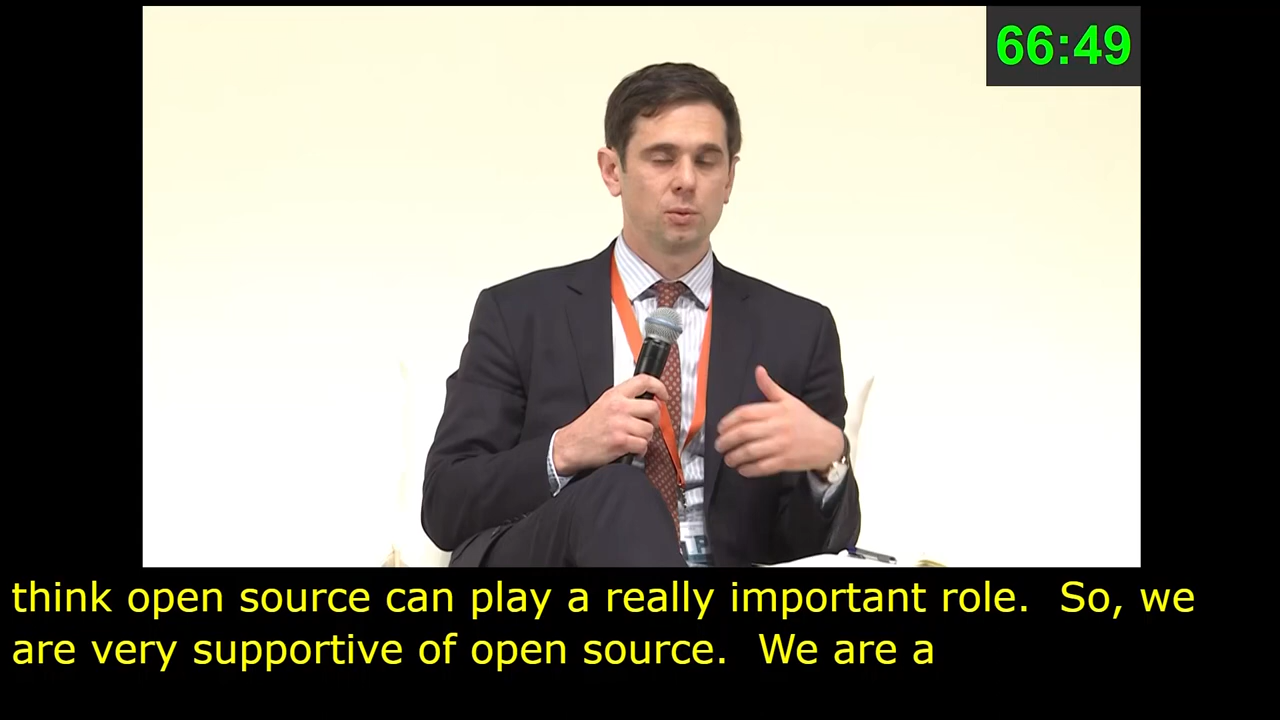 66:49
think open source can play a really important role.  So, we
are very supportive of open source.  We are a